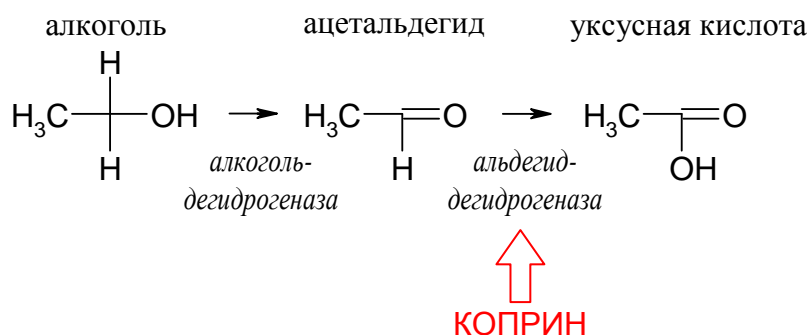 алкоголь ацетальдегид уксусная кислота
H
H₃C OH H₃C O H₃C O
H H OH
алкоголь- альдегид-
дегидрогеназа дегидрогеназа
КОПРИН